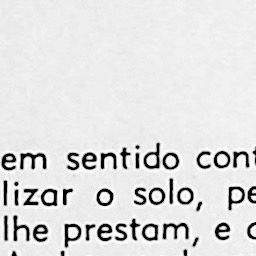 em sentido cont
lizar o solo, pe
lhe prestam, e